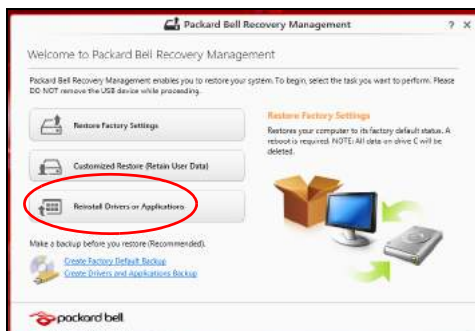 Packard Bell Recovery Management
? ×
Welcome to Packard Bell Recovery Management
Packard Bell Recovery Management enables you to restore your system. To begin, select the task you want to perform. Please
DO NOT remove the USB device while proceeding.
Restore Factory Settings
Restore Factory Settings
Restores your computer to its factory default status. A
reboot is required. NOTE: All data on drive C will be
deleted.
Customized Restore (Retain User Data)
Reinstall Drivers or Applications
Make a backup before you restore (Recommended).
Create Factory Default Backup
Create Drivers and Applications Backup
packard bell